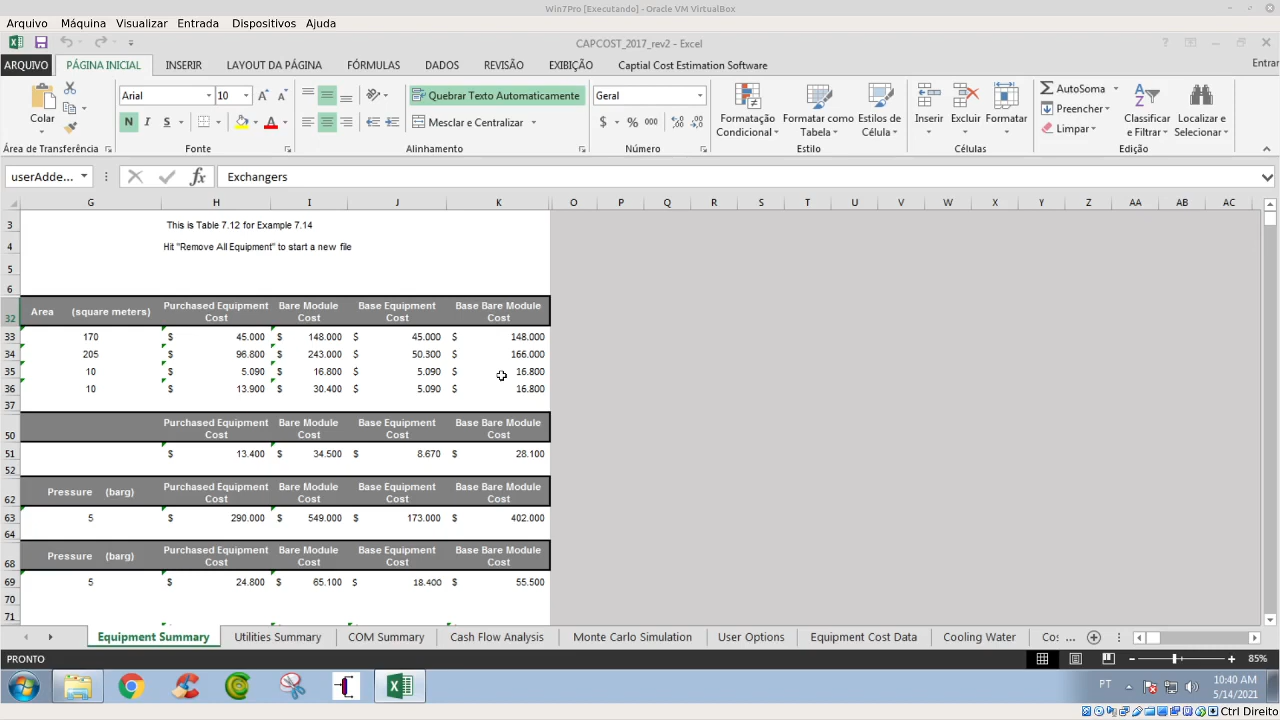 Win7Pro [Executando] - Oracle VM VirtualBox
Arquivo Máquina Visualizar Entrada Dispositivos Ajuda
CAPCOST_2017_rev2 - Excel
ARQUIVO PÁGINA INICIAL INSERIR LAYOUT DA PÁGINA FÓRMULAS DADOS REVISÃO EXIBIÇÃO Captial Cost Estimation Software Entrar
Arial 10 Quebrar Texto Automaticamente Geral AutoSoma
Colar N I S Mesclar e Centralizar $ % 000 Formatação Condicional Formatar como Tabela Estilos de Célula Inserir Excluir Formatar Preencher Limpar Classificar e Filtrar Localizar e Selecionar
Área de Transferência Fonte Alinhamento Número Estilo Células Edição
userAdde... fx Exchangers
G H I J K O P Q R S T U V W X Y Z AA AB AC
3 This is Table 7.12 for Example 7.14
4 Hit "Remove All Equipment" to start a new file
5
6
32 Area (square meters) Purchased Equipment Cost Bare Module Cost Base Equipment Cost Base Bare Module Cost
33 170 $ 45.000 $ 148.000 $ 45.000 $ 148.000
34 205 $ 96.800 $ 243.000 $ 50.300 $ 166.000
35 10 $ 5.090 $ 16.800 $ 5.090 $ 16.800
36 10 $ 13.900 $ 30.400 $ 5.090 $ 16.800
37
50 Purchased Equipment Cost Bare Module Cost Base Equipment Cost Base Bare Module Cost
51 $ 13.400 $ 34.500 $ 8.670 $ 28.100
52
62 Pressure (barg) Purchased Equipment Cost Bare Module Cost Base Equipment Cost Base Bare Module Cost
63 5 $ 290.000 $ 549.000 $ 173.000 $ 402.000
64
68 Pressure (barg) Purchased Equipment Cost Bare Module Cost Base Equipment Cost Base Bare Module Cost
69 5 $ 24.800 $ 65.100 $ 18.400 $ 55.500
70
71
Equipment Summary Utilities Summary COM Summary Cash Flow Analysis Monte Carlo Simulation User Options Equipment Cost Data Cooling Water Co: ...
PRONTO 85%
PT 10:40 AM
5/14/2021
Ctrl Direito